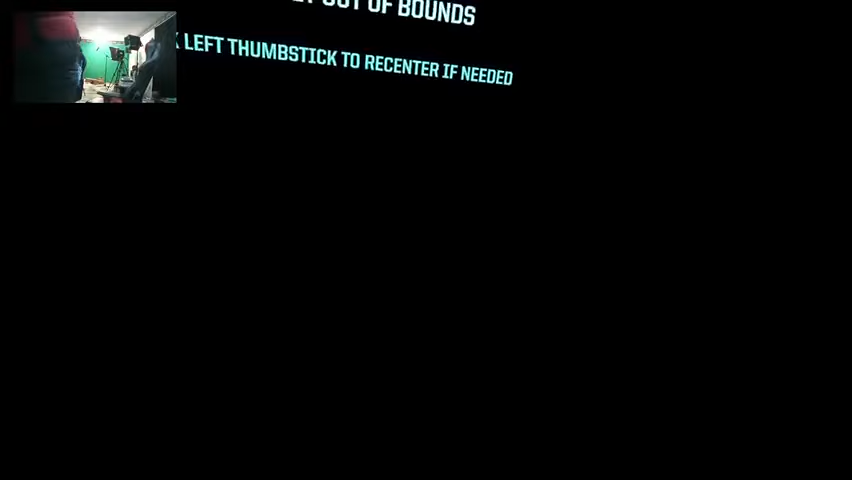 OUT OF BOUNDS
LEFT THUMBSTICK TO RECENTER IF NEEDED